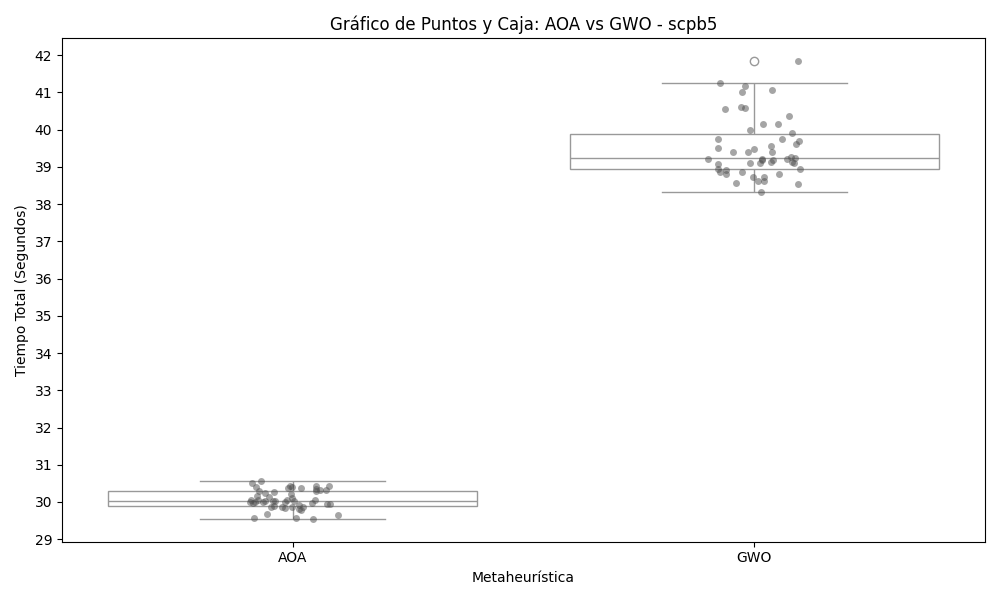 Gráfico de Puntos y Caja: AOA vs GWO - scpb5
Tiempo Total (Segundos)
42
41
40
39
38
37
36
35
34
33
32
31
30
29
AOA
GWO
Metaheurística